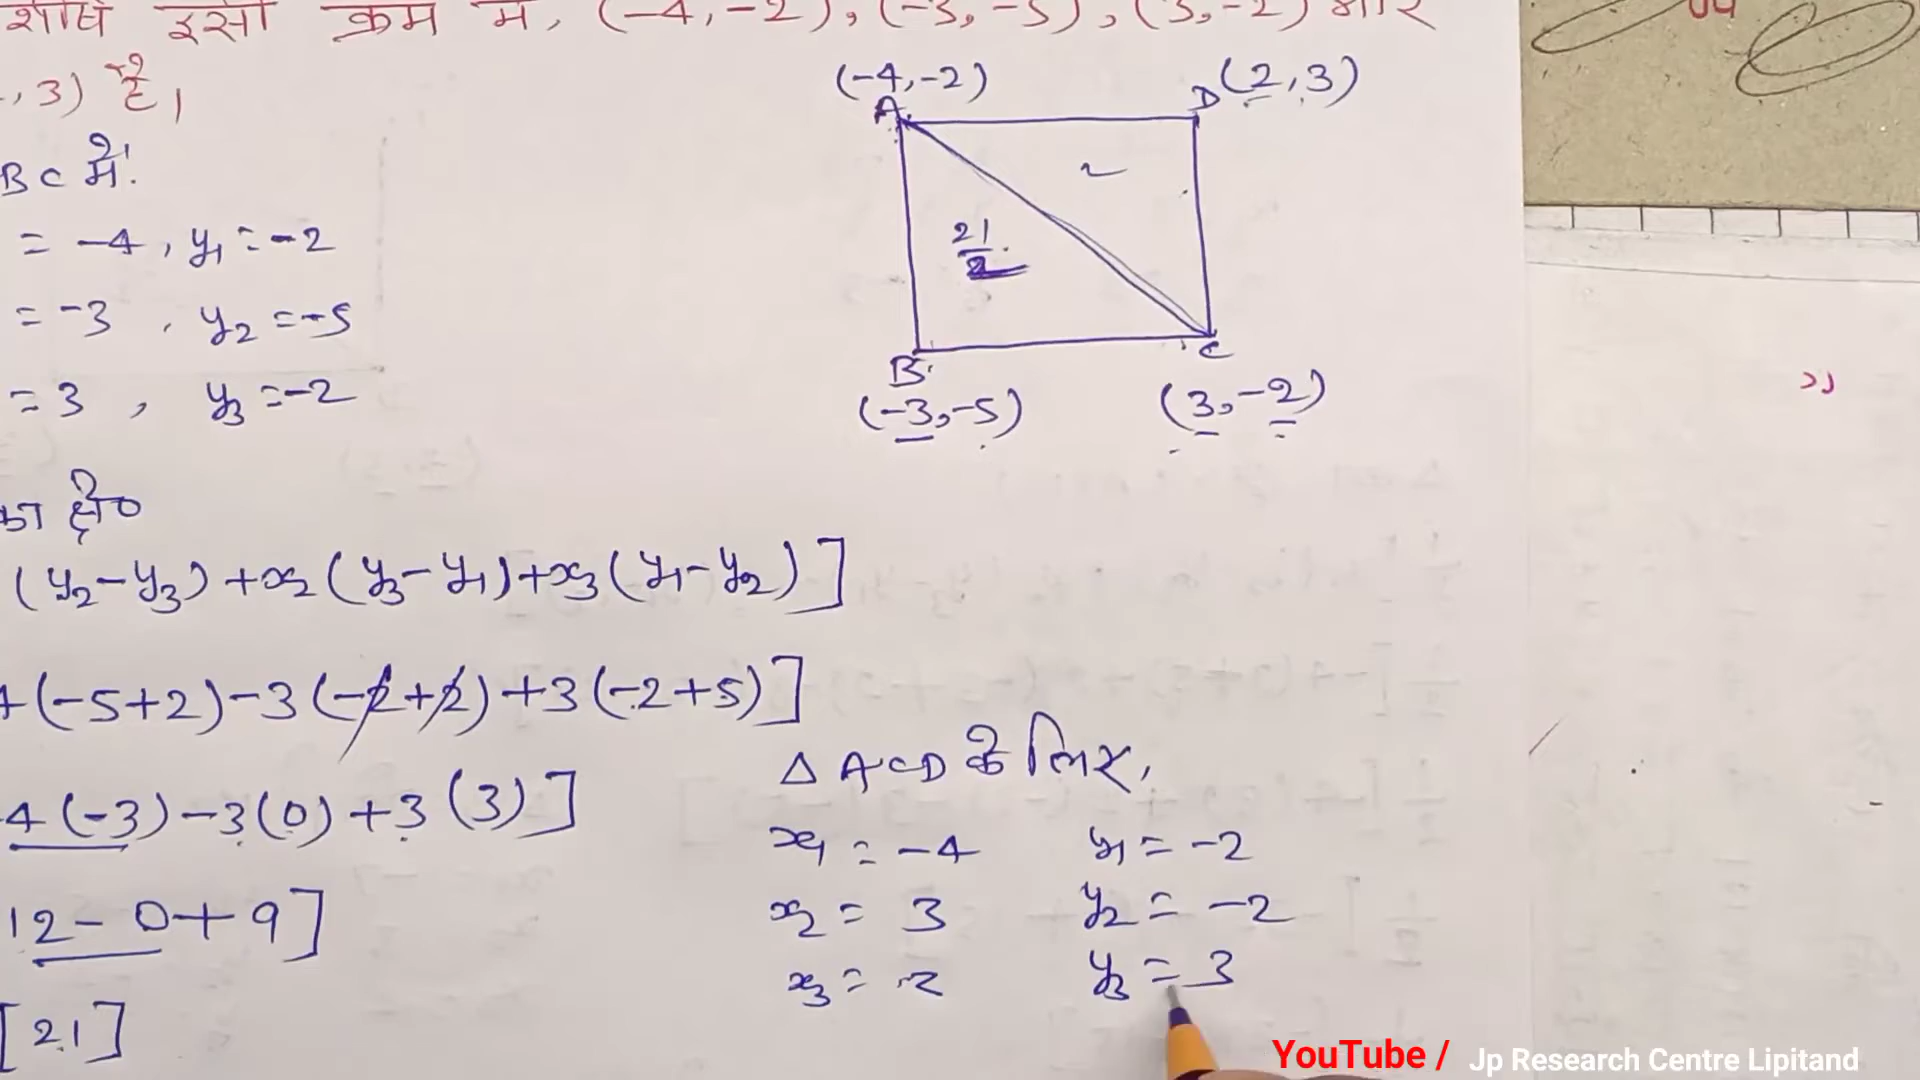 शीर्ष इसी क्रम में, (-4,-2), (-3,-5), (3,-2) और
, 3) हैं।
(-4,-2)
A
D (2,3)
BC में:
= -4, y₁ = -2
= -3, y₂ = -5
= 3, y₃ = -2
21/2
B
(-3,-5)
C
(3,-2)
का क्षे०
(y₂-y₃)+x₂(y₃-y₁)+x₃(y₁-y₂)]
(-5+2)-3(-2+2)+3(-2+5)]
4(-3)-3(0)+3(3)]
12-0+9]
[21]
△ACD के लिए,
x₁ = -4 y₁ = -2
x₂ = 3 y₂ = -2
x₃ = 2 y₃ = 3
YouTube / Jp Research Centre Lipitand